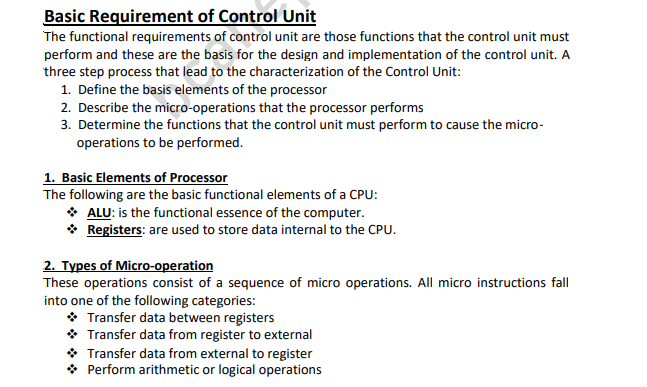 Basic Requirement of Control Unit
The functional requirements of control unit are those functions that the control unit must
perform and these are the basis for the design and implementation of the control unit. A
three step process that lead to the characterization of the Control Unit:
1. Define the basis elements of the processor
2. Describe the micro-operations that the processor performs
3. Determine the functions that the control unit must perform to cause the micro-
operations to be performed.
1. Basic Elements of Processor
The following are the basic functional elements of a CPU:
❖ ALU: is the functional essence of the computer.
❖ Registers: are used to store data internal to the CPU.
2. Types of Micro-operation
These operations consist of a sequence of micro operations. All micro instructions fall
into one of the following categories:
❖ Transfer data between registers
❖ Transfer data from register to external
❖ Transfer data from external to register
❖ Perform arithmetic or logical operations